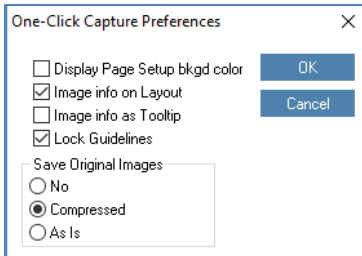 One-Click Capture Preferences
Display Page Setup bkgd color
OK
Image info on Layout
Image info as Tooltip
Cancel
Lock Guidelines
Save Original Images
No
Compressed
As Is